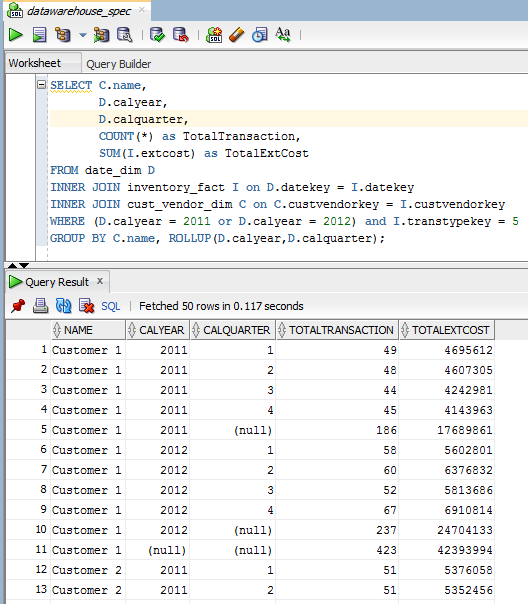 datawarehouse_spec
SQL
Aa
Worksheet Query Builder
SELECT C.name,
D.calyear,
D.calquarter,
COUNT(*) as TotalTransaction,
SUM(I.extcost) as TotalExtCost
FROM date_dim D
INNER JOIN inventory_fact I on D.datekey = I.datekey
INNER JOIN cust_vendor_dim C on C.custvendorkey = I.custvendorkey
WHERE (D.calyear = 2011 or D.calyear = 2012) and I.transtypekey = 5
GROUP BY C.name, ROLLUP(D.calyear,D.calquarter);
Query Result x
SQL | Fetched 50 rows in 0.117 seconds
NAME CALYEAR CALQUARTER TOTALTRANSACTION TOTALEXTCOST
1 Customer 1 2011 1 49 4695612
2 Customer 1 2011 2 48 4607305
3 Customer 1 2011 3 44 4242981
4 Customer 1 2011 4 45 4143963
5 Customer 1 2011 (null) 186 17689861
6 Customer 1 2012 1 58 5602801
7 Customer 1 2012 2 60 6376832
8 Customer 1 2012 3 52 5813686
9 Customer 1 2012 4 67 6910814
10 Customer 1 2012 (null) 237 24704133
11 Customer 1 (null) (null) 423 42393994
12 Customer 2 2011 1 51 5376058
13 Customer 2 2011 2 51 5352456